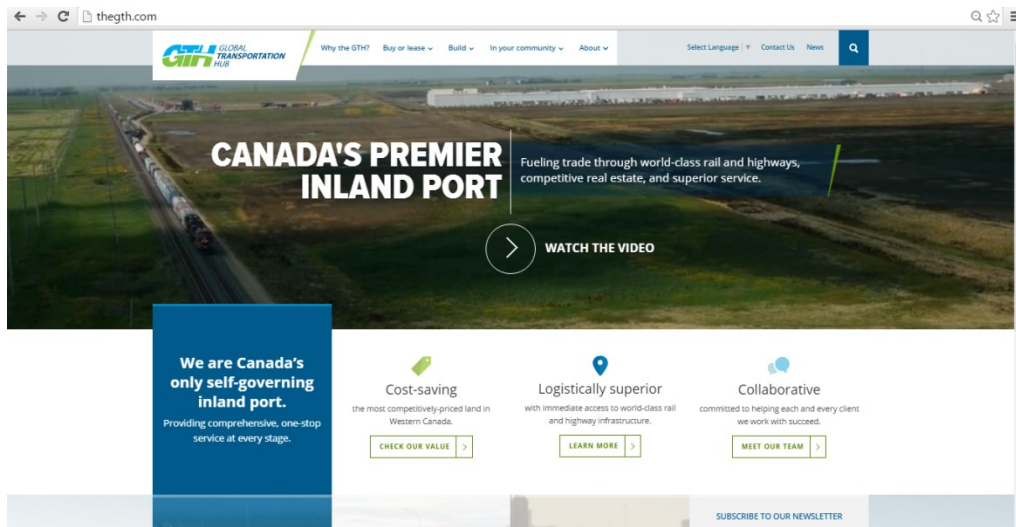 thegth.com
GTH GLOBAL
TRANSPORTATION
HUB
Why the GTH? Buy or lease Build In your community About Select Language ▼ Contact Us News
CANADA'S PREMIER
INLAND PORT
Fueling trade through world-class rail and highways,
competitive real estate, and superior service.
WATCH THE VIDEO
We are Canada's
only self-governing
inland port.
Providing comprehensive, one-stop
service at every stage.
Cost-saving
the most competitively-priced land in
Western Canada.
CHECK OUR VALUE >
Logistically superior
with immediate access to world-class rail
and highway infrastructure.
LEARN MORE >
Collaborative
committed to helping each and every client
we work with succeed.
MEET OUR TEAM >
SUBSCRIBE TO OUR NEWSLETTER